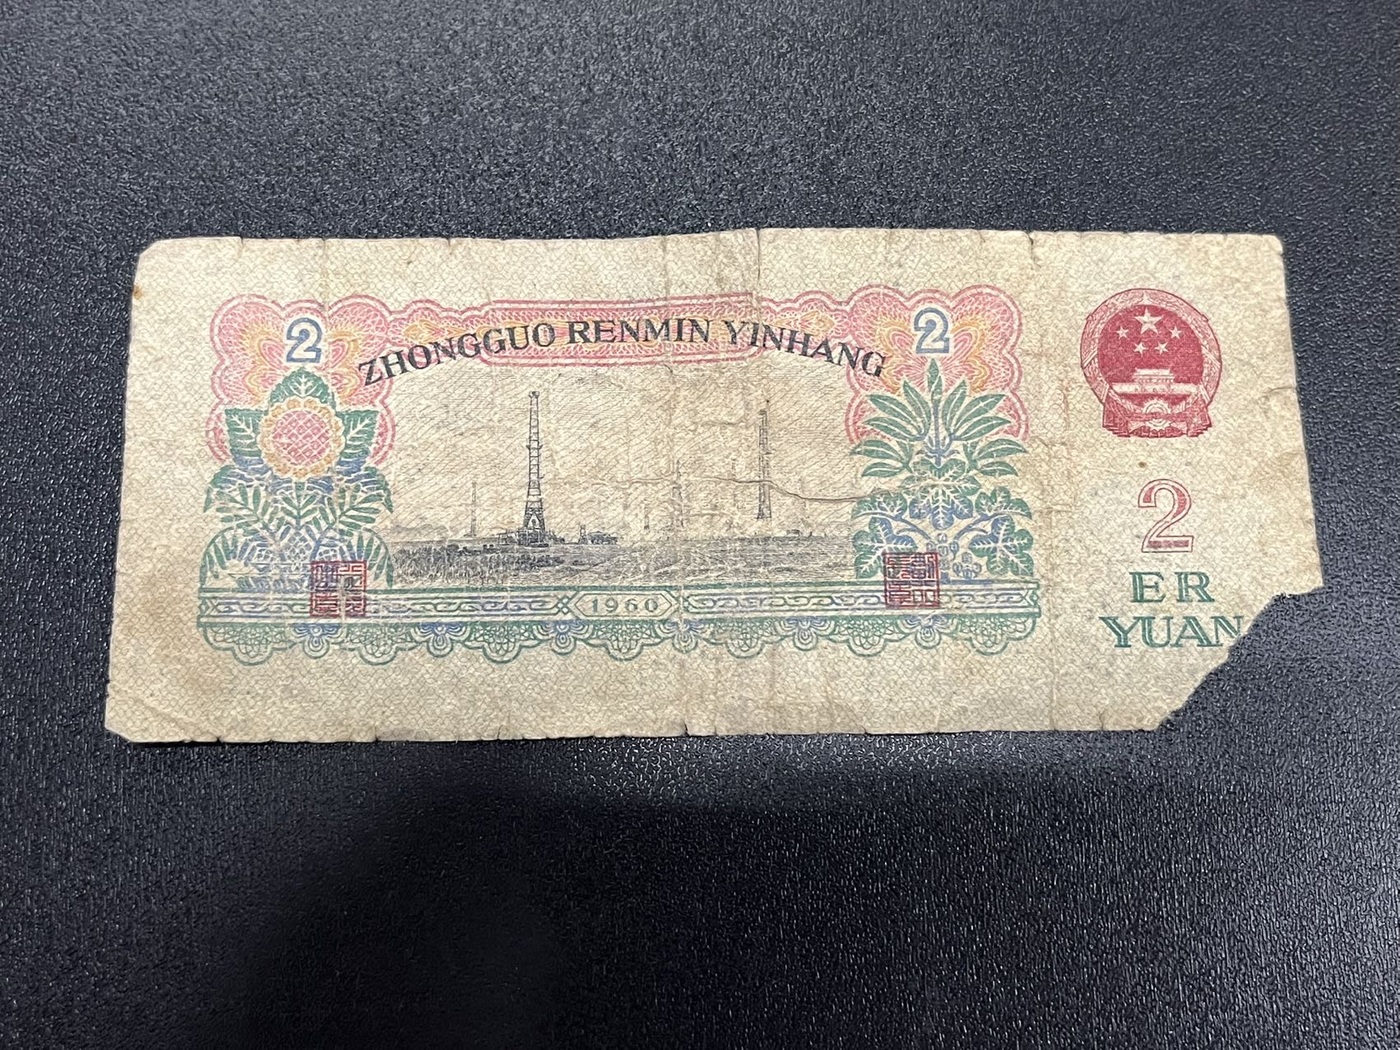 2
ZHONGGUO RENMIN YINHANG
2
1960
2
ER
YUAN